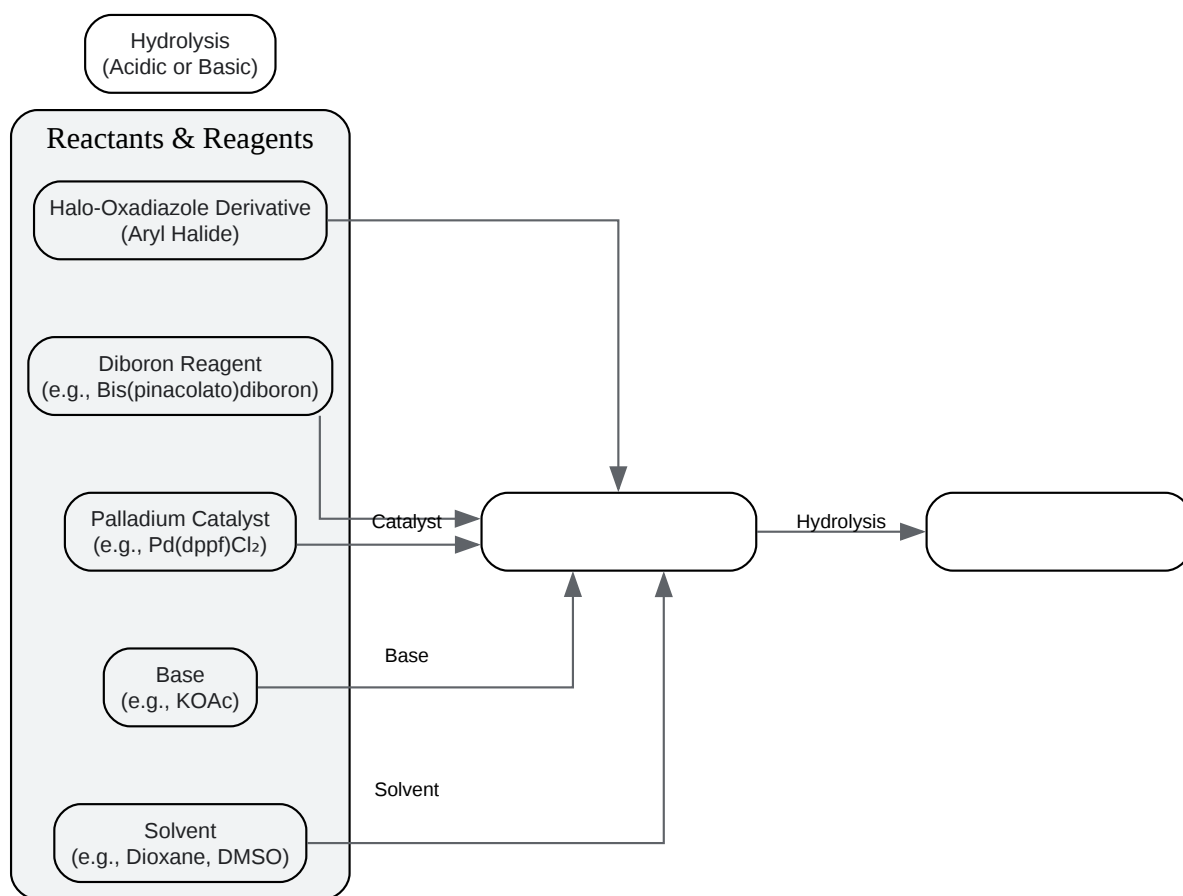 Hydrolysis
(Acidic or Basic)
Reactants & Reagents
Halo-Oxadiazole Derivative
(Aryl Halide)
Diboron Reagent
(e.g., Bis(pinacolato)diboron)
Palladium Catalyst
(e.g., Pd(dppf)Cl₂)
Catalyst
Hydrolysis
Base
(e.g., KOAc)
Base
Solvent
Solvent
(e.g., Dioxane, DMSO)